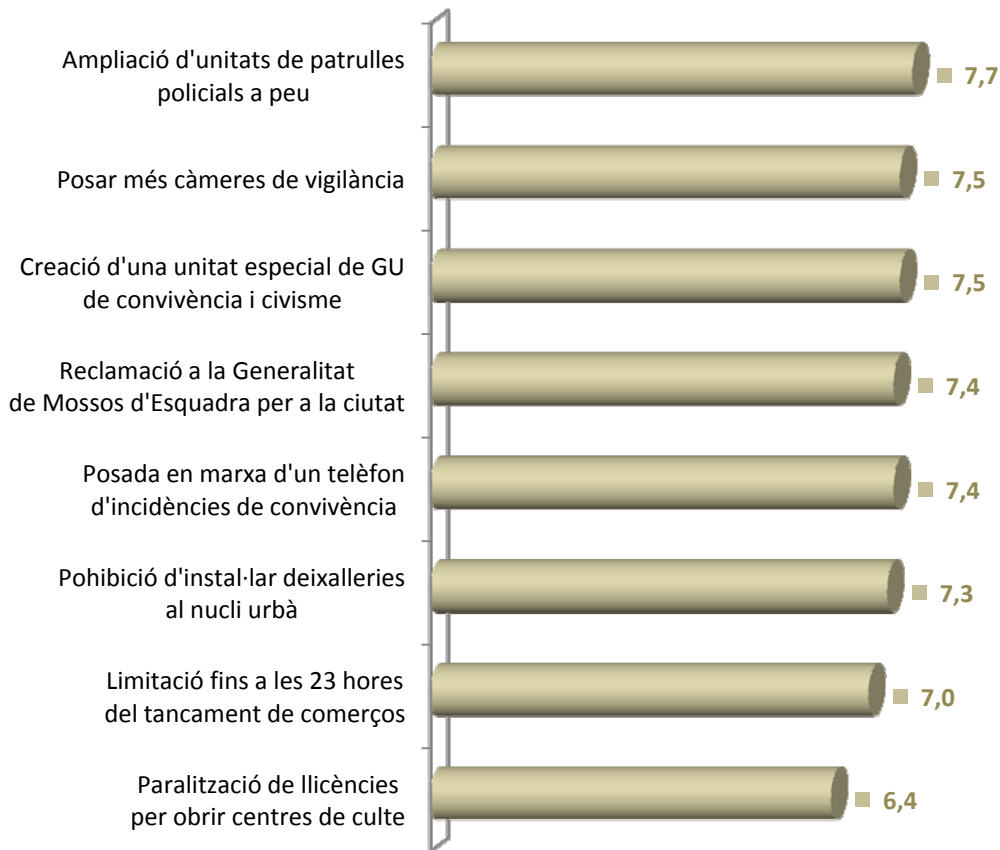 Ampliació d'unitats de patrulles
policials a peu
7,7
Posar més càmeres de vigilància
7,5
Creació d'una unitat especial de GU
de convivència i civisme
7,5
Reclamació a la Generalitat
de Mossos d'Esquadra per a la ciutat
7,4
Posada en marxa d'un telèfon
d'incidències de convivència
7,4
Pohibició d'instal·lar deixalleries
al nucli urbà
7,3
Limitació fins a les 23 hores
del tancament de comerços
7,0
Paralització de llicències
per obrir centres de culte
6,4